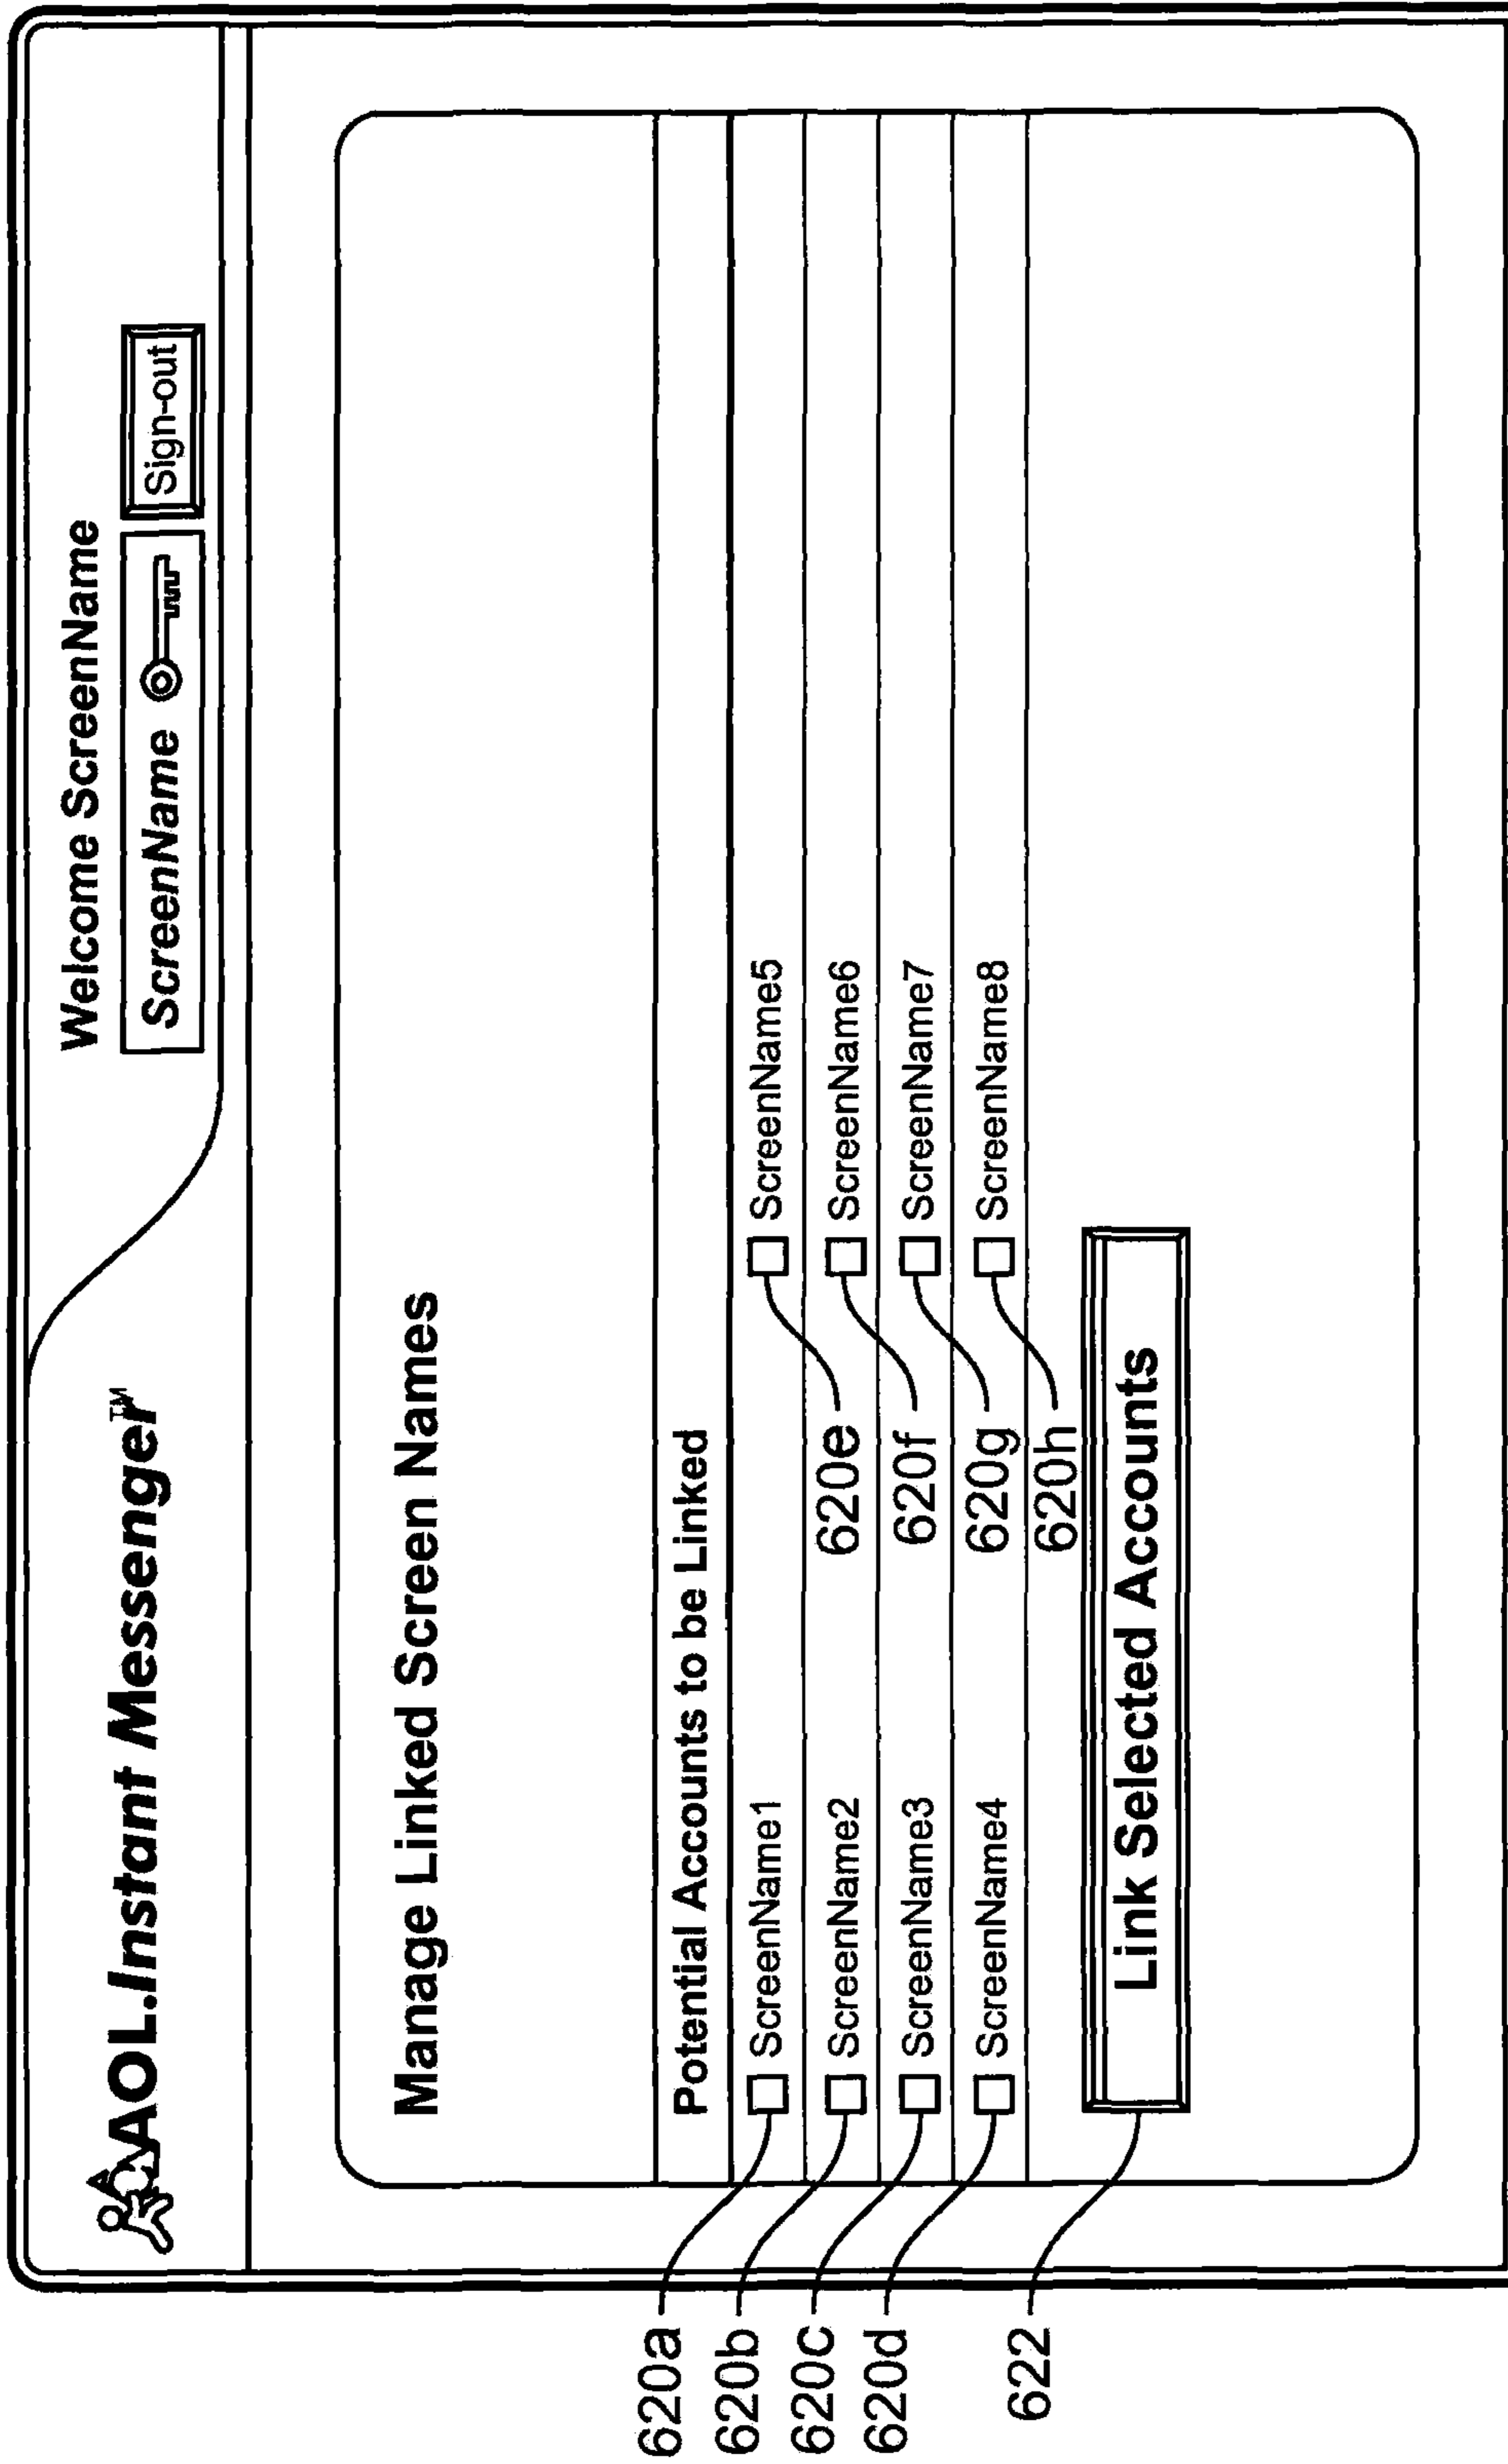 AOL.Instant Messenger™
Welcome ScreenName
ScreenName
Sign-out
Manage Linked Screen Names
Potential Accounts to be Linked
620a
ScreenName1
620e
ScreenName5
620b
ScreenName2
620f
ScreenName6
620c
ScreenName3
620g
ScreenName7
620d
ScreenName4
620h
ScreenName8
622
Link Selected Accounts